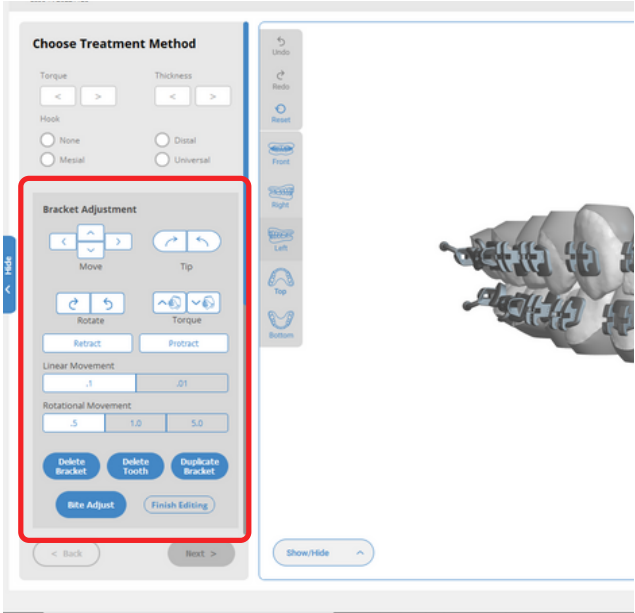 Choose Treatment Method
Torque Thickness
< > < >
Hook
None Distal
Mesial Universal
Bracket Adjustment
Move Tip
Rotate Torque
Retract Protract
Linear Movement
.1 .01
Rotational Movement
.5 1.0 5.0
Delete Bracket
Delete Tooth
Duplicate Bracket
Bite Adjust Finish Editing
< Back Next >
Hide
Undo
Redo
Reset
Front
Right
Left
Top
Bottom
Show/Hide